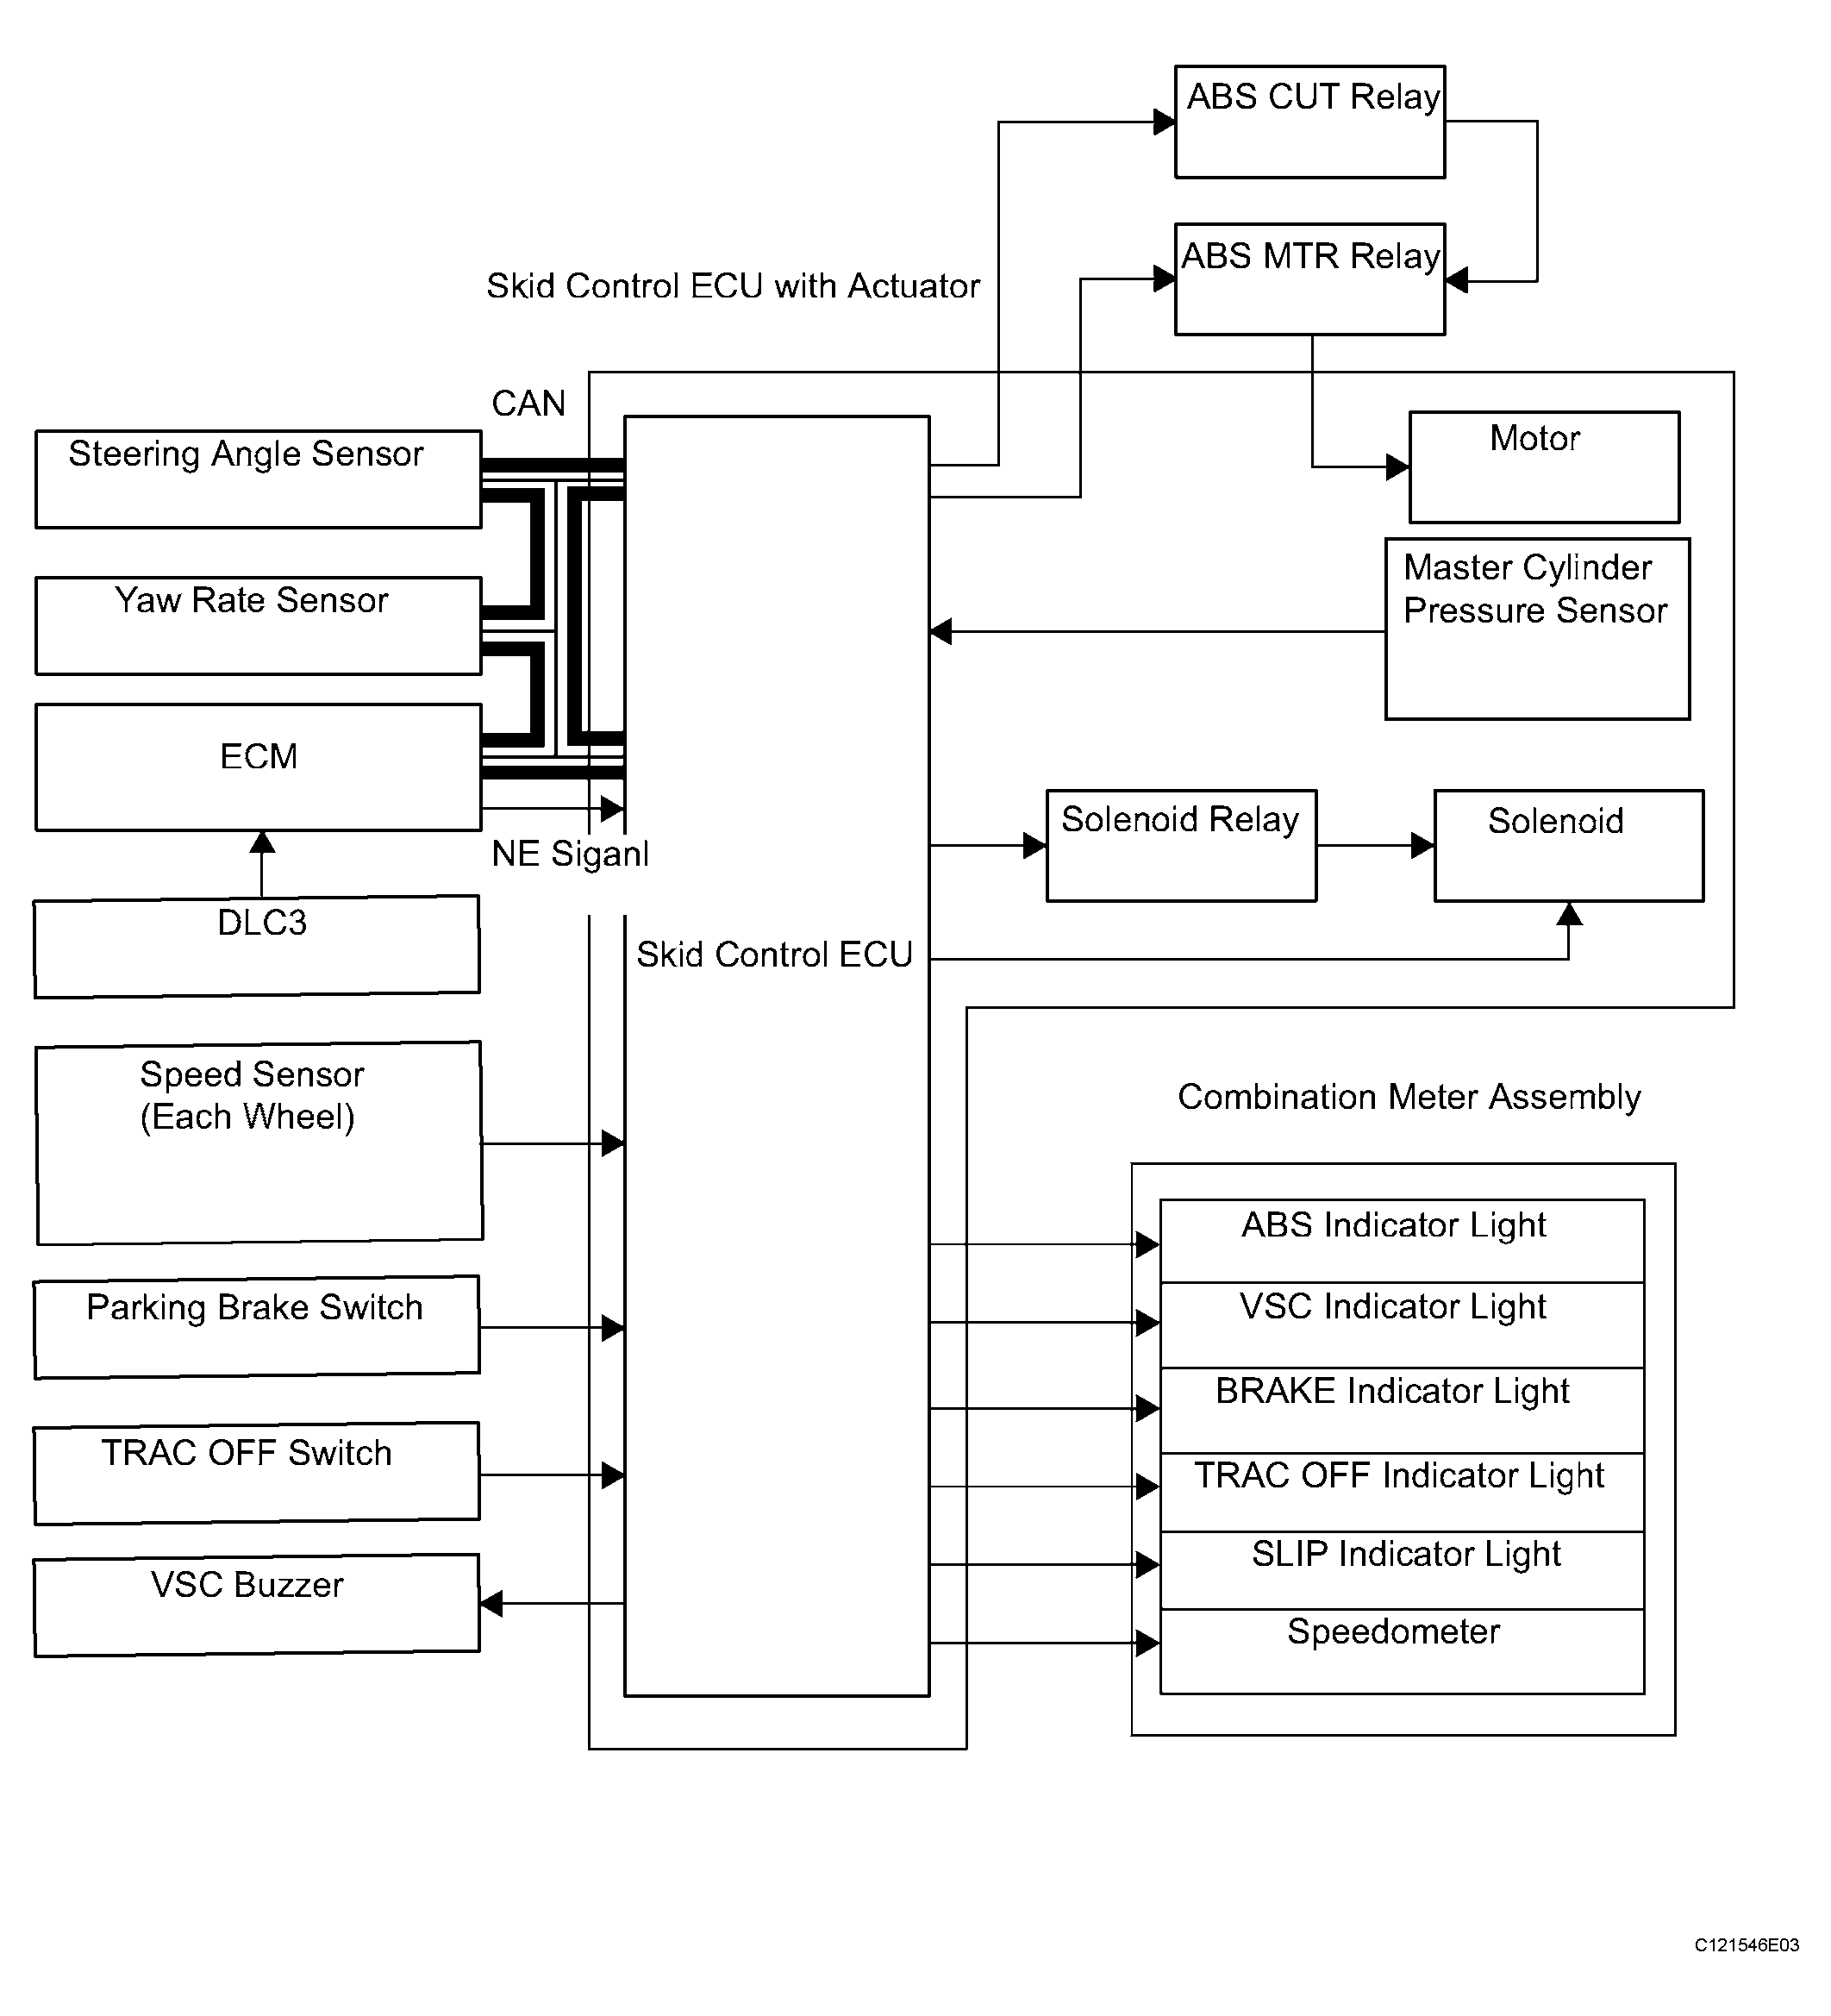 ABS CUT Relay
ABS MTR Relay
Skid Control ECU with Actuator
CAN
Steering Angle Sensor
Motor
Master Cylinder
Pressure Sensor
Yaw Rate Sensor
ECM
NE Siganl
Solenoid Relay
Solenoid
DLC3
Skid Control ECU
Speed Sensor
(Each Wheel)
Combination Meter Assembly
ABS Indicator Light
Parking Brake Switch
VSC Indicator Light
BRAKE Indicator Light
TRAC OFF Switch
TRAC OFF Indicator Light
SLIP Indicator Light
VSC Buzzer
Speedometer
C121546E03